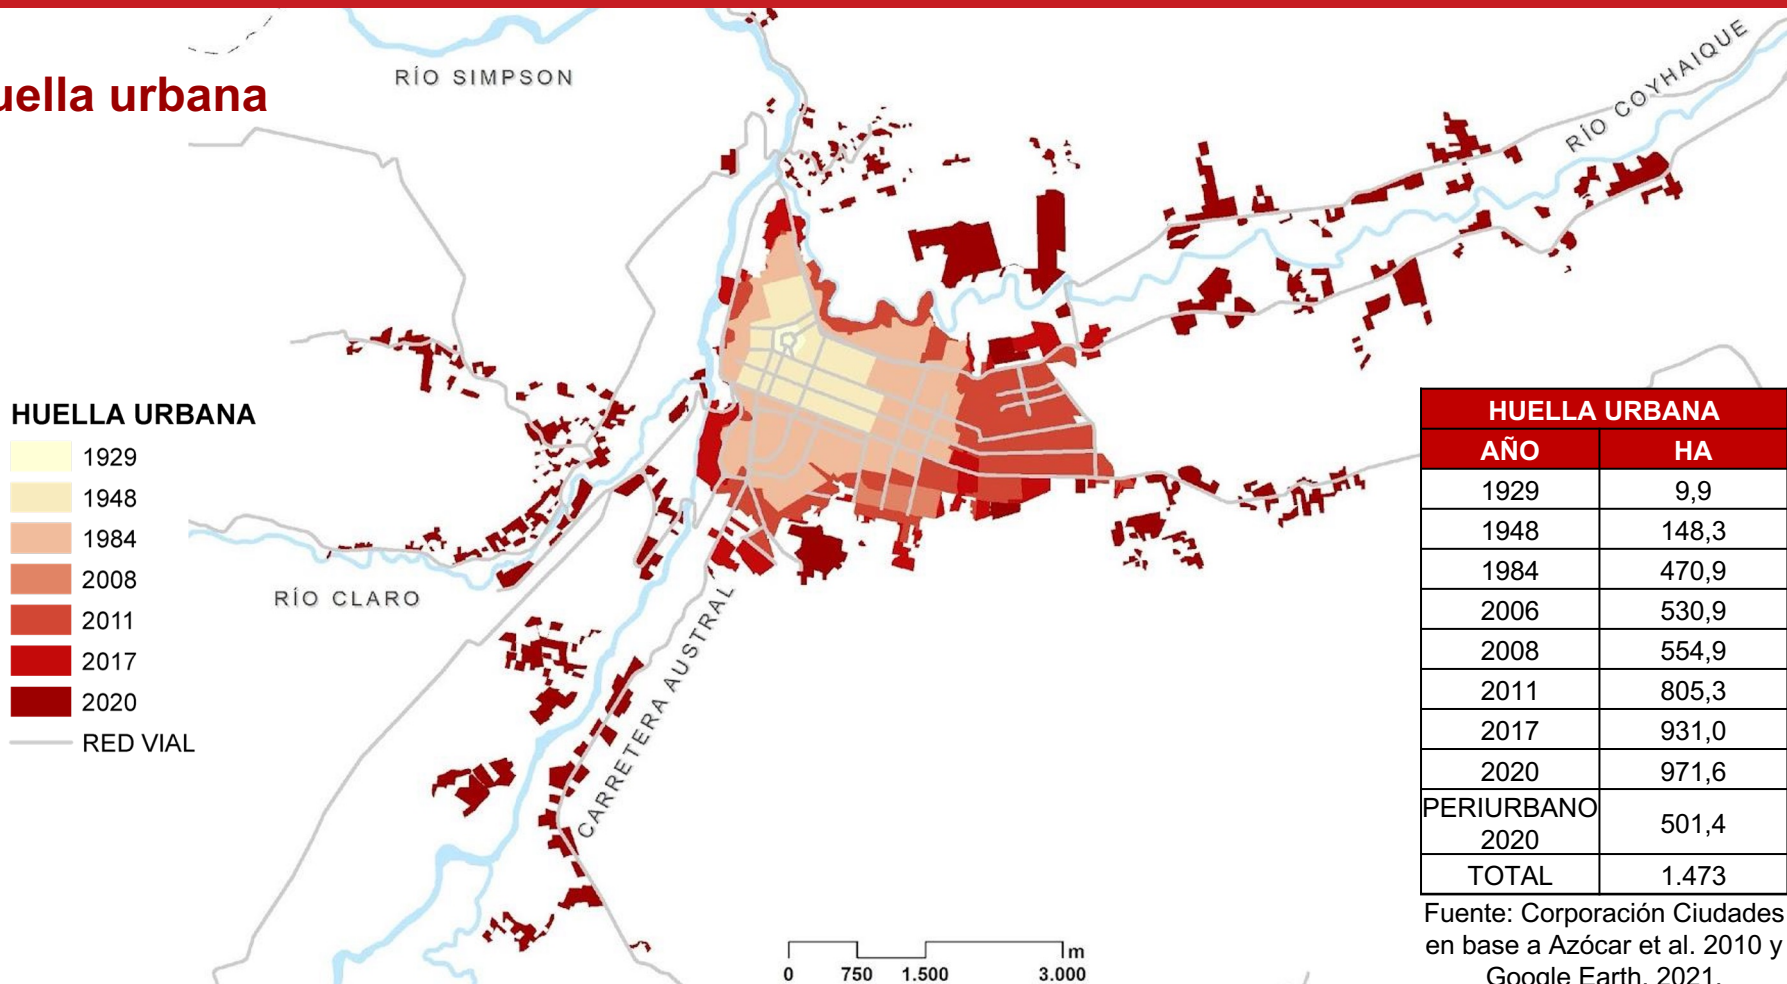 uella urbana
RÍO SIMPSON
RÍO COYHAIQUE
RÍO CLARO
CARRETERA AUSTRAL
HUELLA URBANA
1929
1948
1984
2008
2011
2017
2020
RED VIAL
0 750 1.500 3.000
m
HUELLA URBANA
AÑO HA
1929 9,9
1948 148,3
1984 470,9
2006 530,9
2008 554,9
2011 805,3
2017 931,0
2020 971,6
PERIURBANO
2020 501,4
TOTAL 1.473
Fuente: Corporación Ciudades
en base a Azócar et al. 2010 y
Google Earth, 2021.